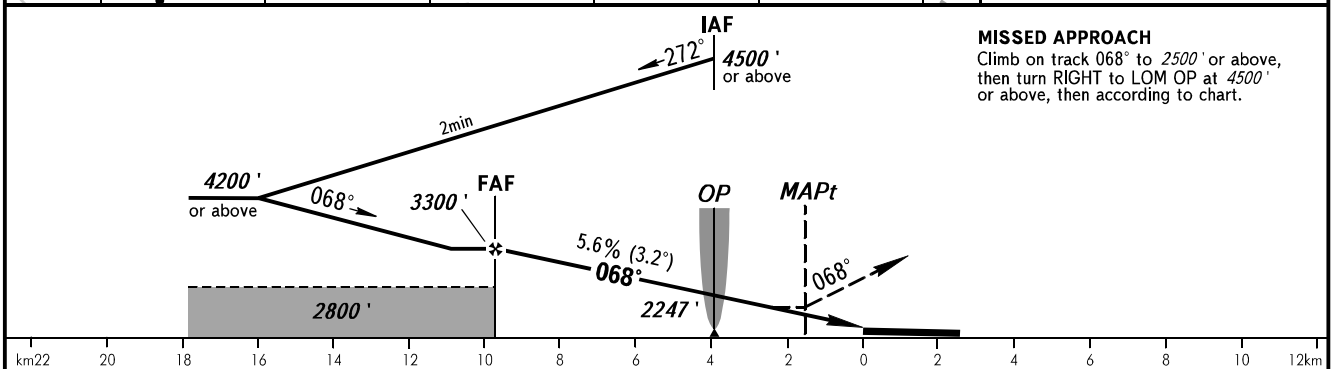 IAF
272°
4500 '
or above
2min
MISSED APPROACH
Climb on track 068° to 2500 ' or above,
then turn RIGHT to LOM OP at 4500 '
or above, then according to chart.
4200 '
or above
068°
3300 '
FAF
OP
MAPt
5.6% (3.2°)
068°
068°
2800 '
2247 '
km22 20 18 16 14 12 10 8 6 4 2 0 2 4 6 8 10 12km